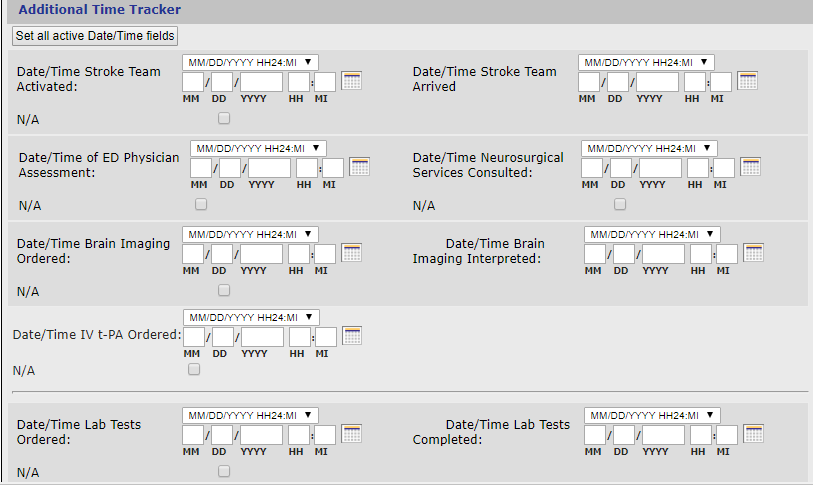 Additional Time Tracker
Set all active Date/Time fields
MM/DD/YYYY HH24:MI ▼ MM/DD/YYYY HH24:MI ▼
Date/Time Stroke Team / / : Date/Time Stroke Team / / :
Activated: Arrived
MM DD YYYY HH MI MM DD YYYY HH MI
N/A
MM/DD/YYYY HH24:MI ▼ MM/DD/YYYY HH24:MI ▼
Date/Time of ED Physician / / : Date/Time Neurosurgical / / :
Assessment: Services Consulted:
MM DD YYYY HH MI MM DD YYYY HH MI
N/A N/A
MM/DD/YYYY HH24:MI ▼ MM/DD/YYYY HH24:MI ▼
Date/Time Brain Imaging / / : Date/Time Brain / / :
Ordered: Imaging Interpreted:
MM DD YYYY HH MI MM DD YYYY HH MI
N/A
MM/DD/YYYY HH24:MI ▼
Date/Time IV t-PA Ordered: / / :
MM DD YYYY HH MI
N/A
MM/DD/YYYY HH24:MI ▼ MM/DD/YYYY HH24:MI ▼
Date/Time Lab Tests / / : Date/Time Lab Tests / / :
Ordered: Completed:
MM DD YYYY HH MI MM DD YYYY HH MI
N/A